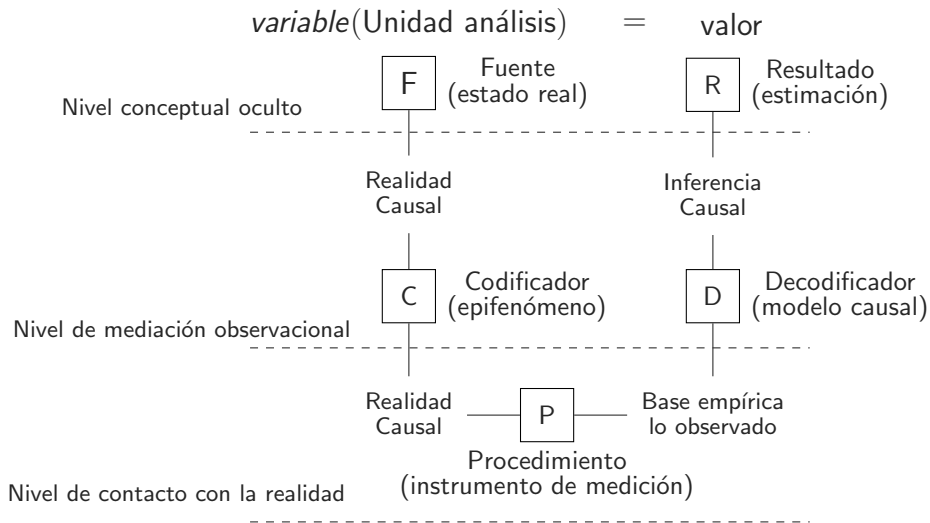 variable(Unidad análisis) = valor
F Fuente R Resultado
(estado real) (estimación)
Nivel conceptual oculto
Realidad Inferencia
Causal Causal
C Codificador D Decodificador
(epifenómeno) (modelo causal)
Nivel de mediación observacional
Realidad P Base empírica
Causal lo observado
Procedimiento
(instrumento de medición)
Nivel de contacto con la realidad